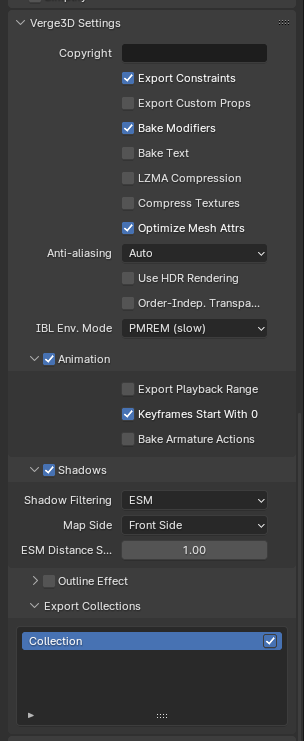 Verge3D Settings
Copyright
Export Constraints
Export Custom Props
Bake Modifiers
Bake Text
LZMA Compression
Compress Textures
Optimize Mesh Attrs
Anti-aliasing Auto
Use HDR Rendering
Order-Indep. Transpa...
IBL Env. Mode PMREM (slow)
Animation
Export Playback Range
Keyframes Start With 0
Bake Armature Actions
Shadows
Shadow Filtering ESM
Map Side Front Side
ESM Distance S... 1.00
Outline Effect
Export Collections
Collection